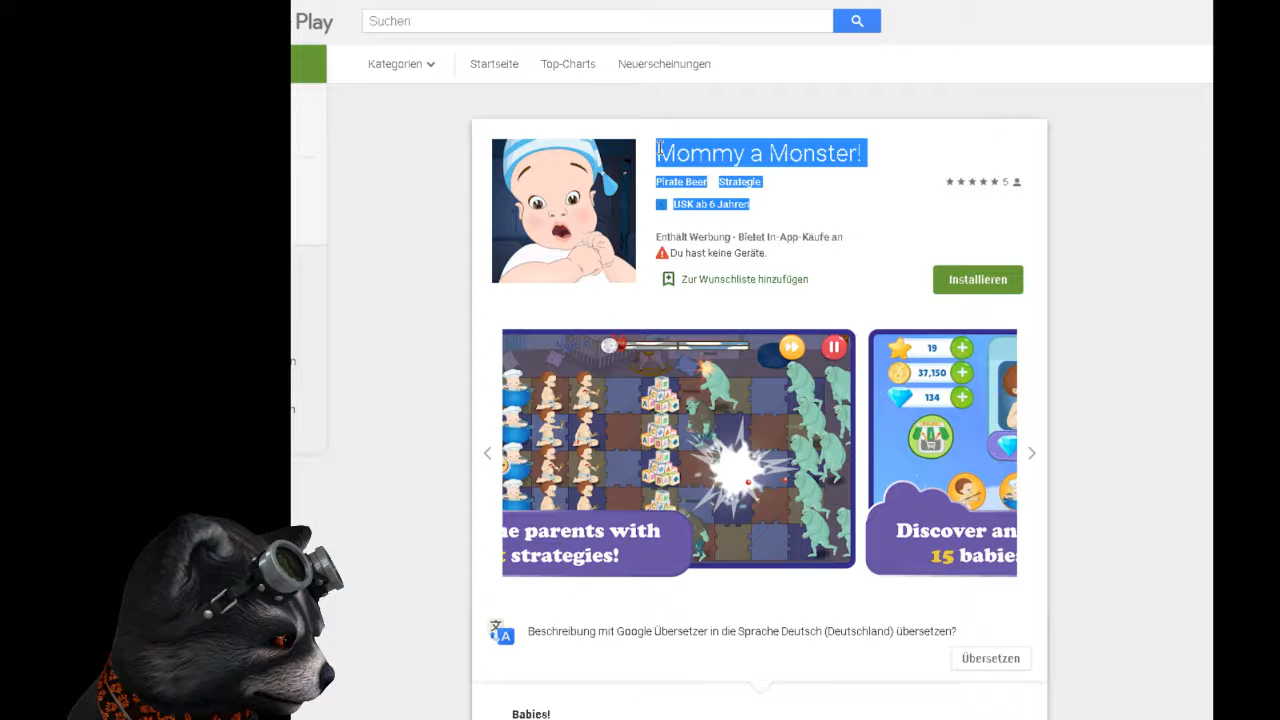 Play
Suchen
Kategorien
Startseite
Top-Charts
Neuerscheinungen
Mommy a Monster!
Pirate Beer
Strategie
5
USK ab 6 Jahren
Enthält Werbung - Bietet In-App-Käufe an
Du hast keine Geräte.
Zur Wunschliste hinzufügen
Installieren
19
37,150
134
ne parents with
strategies!
Discover an
15 babie
Beschreibung mit Google Übersetzer in die Sprache Deutsch (Deutschland) übersetzen?
Übersetzen
Babies!